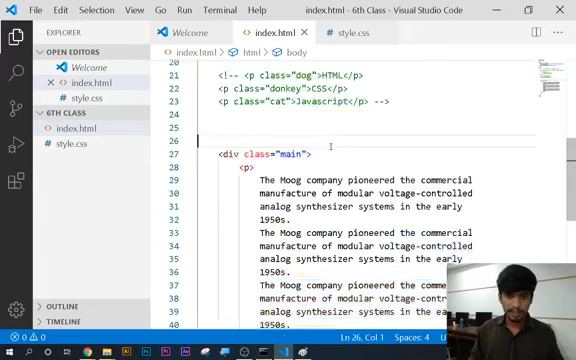 File Edit Selection View Go Run Terminal Help index.html - 6th Class - Visual Studio Code
EXPLORER
OPEN EDITORS
Welcome
index.html
style.css
6TH CLASS
index.html
style.css
OUTLINE
TIMELINE
Welcome index.html style.css
index.html html body
20
21 <!-- <p class="dog">HTML</p>
22 <p class="donkey">CSS</p>
23 <p class="cat">Javascript</p> -->
24
25
26
27 <div class="main">
28 <p>
29 The Moog company pioneered the commercial
30 manufacture of modular voltage-controlled
31 analog synthesizer systems in the early
32 1950s.
33 The Moog company pioneered the commercial
34 manufacture of modular voltage-controlled
35 analog synthesizer systems in the early
36 1950s.
37 The Moog company pioneered the commercial
38 manufacture of modular voltage-contr
39 analog synthesizer systems in the ea
40 1950s.
0 0 Ln 26, Col 1 Spaces: 4